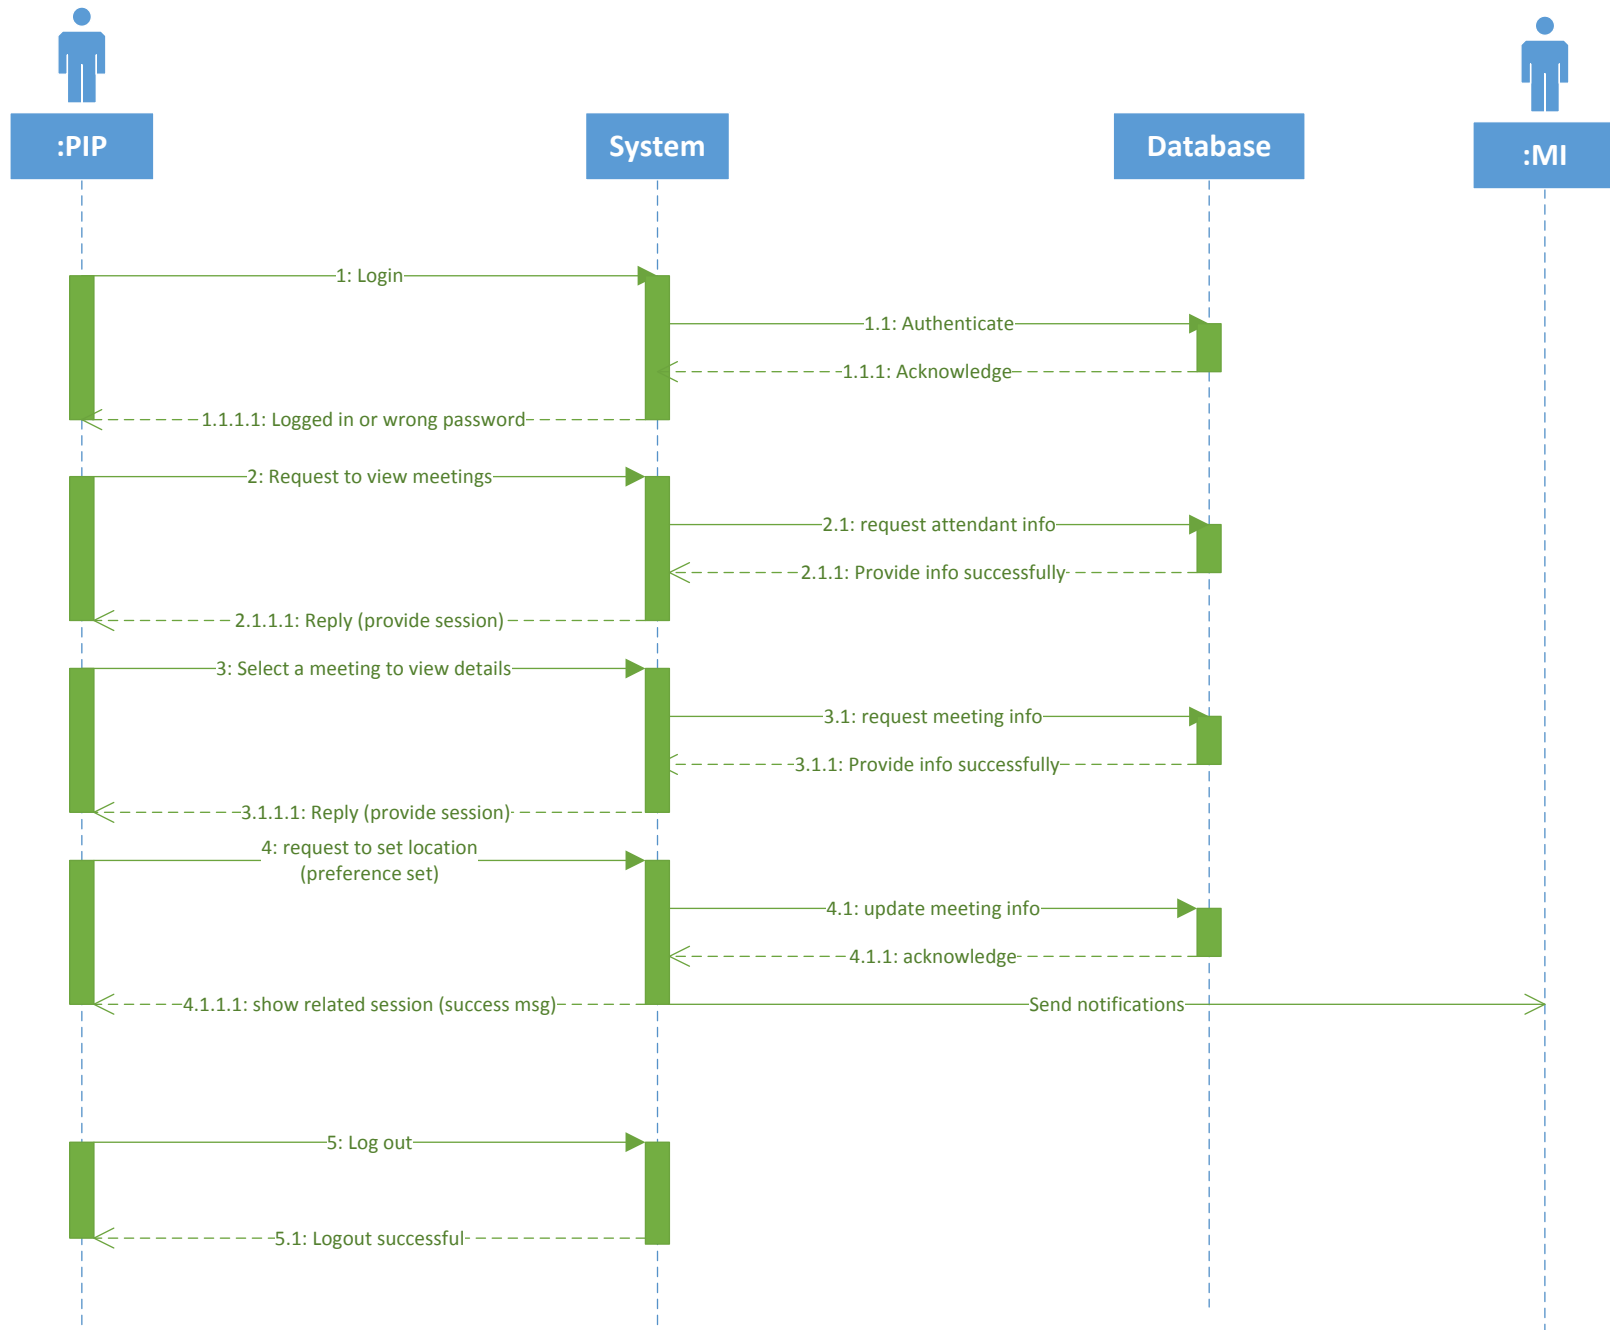 :PIP
System
Database
:MI
1: Login
1.1: Authenticate
1.1.1: Acknowledge
1.1.1.1: Logged in or wrong password
2: Request to view meetings
2.1: request attendant info
2.1.1: Provide info successfully
2.1.1.1: Reply (provide session)
3: Select a meeting to view details
3.1: request meeting info
3.1.1: Provide info successfully
3.1.1.1: Reply (provide session)
4: request to set location
(preference set)
4.1: update meeting info
4.1.1: acknowledge
4.1.1.1: show related session (success msg)
Send notifications
5: Log out
5.1: Logout successful